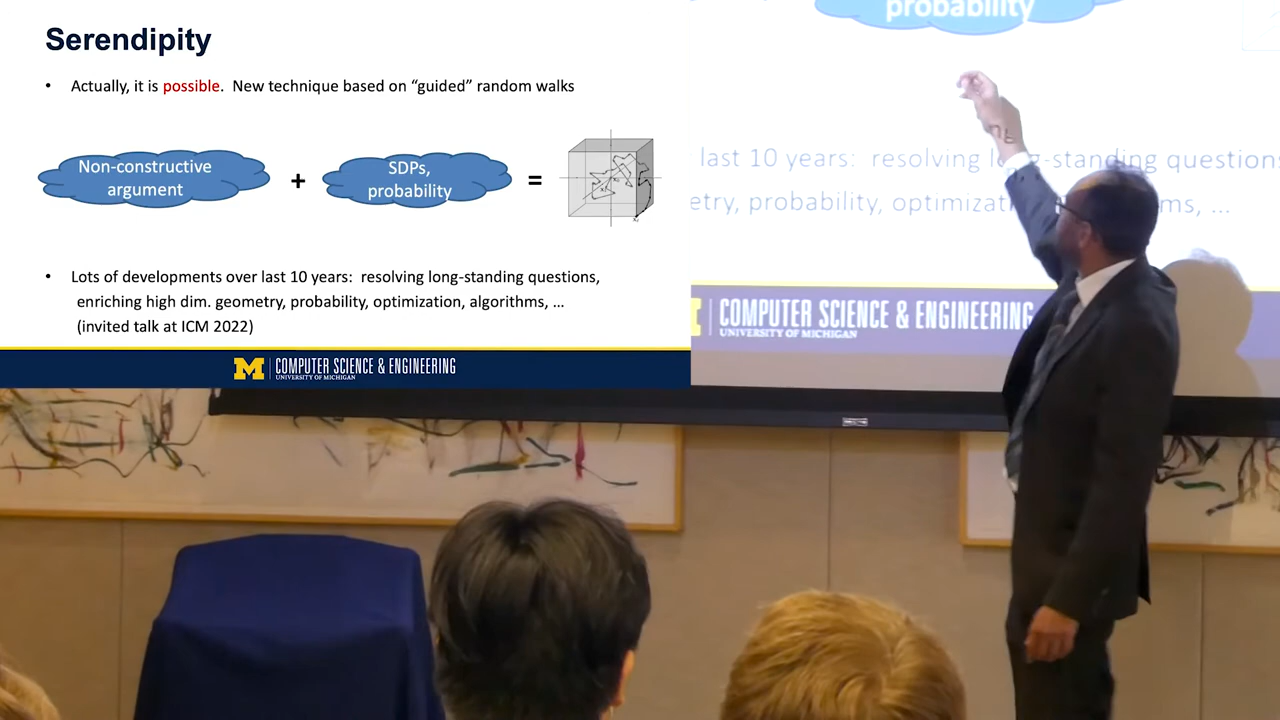 Serendipity
• Actually, it is possible. New technique based on “guided” random walks
Non-constructive
argument
+
SDPs,
probability
=
• Lots of developments over last 10 years: resolving long-standing questions,
enriching high dim. geometry, probability, optimization, algorithms, ...
(invited talk at ICM 2022)
M COMPUTER SCIENCE & ENGINEERING
UNIVERSITY OF MICHIGAN
probability
last 10 years: resolving -standing questions
etry, probability, ...
COMPUTER SCIENCE & ENGINEERING
UNIVERSITY OF MICHIGAN